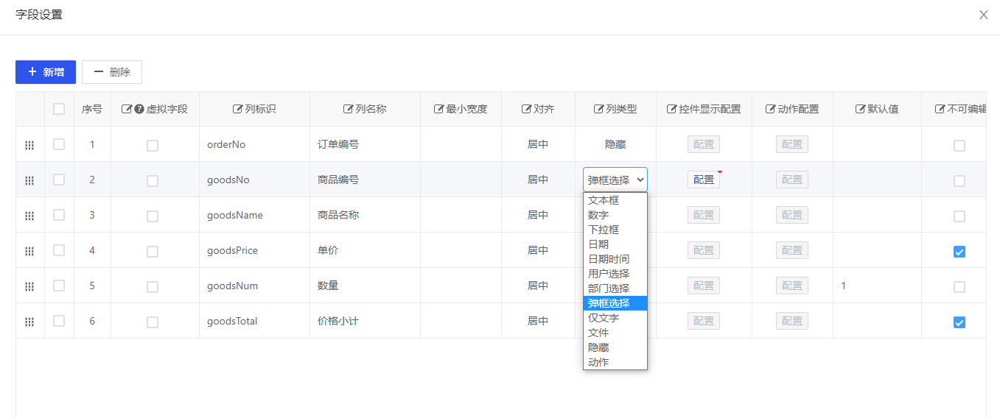 字段设置
X
+ 新增 — 删除
序号 虚拟字段 列标识 列名称 最小宽度 对齐 列类型 控件显示配置 动作配置 默认值 不可编辑
1 orderNo 订单编号 居中 隐藏 配置 配置
2 goodsNo 商品编号 居中 弹框选择 配置 配置
3 goodsName 商品名称 居中 配置 配置
4 goodsPrice 单价 居中 配置 配置
5 goodsNum 数量 居中 配置 配置 1
6 goodsTotal 价格小计 居中 配置 配置
文本框
数字
下拉框
日期
日期时间
用户选择
部门选择
弹框选择
仅文字
文件
隐藏
动作